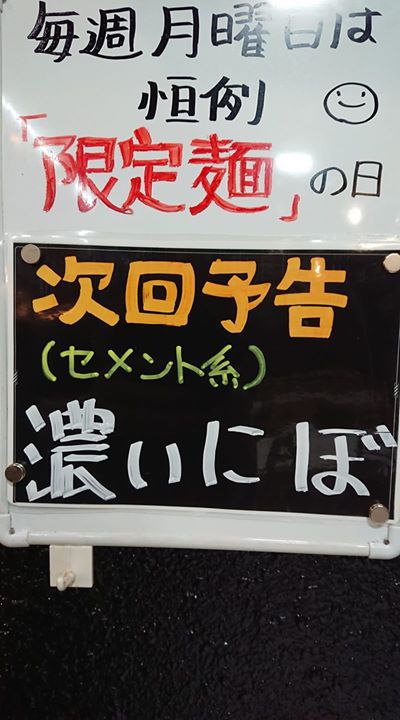 毎週月曜日は
恒例
「限定麺」の日
次回予告
(セメント系)
濃いにぼ